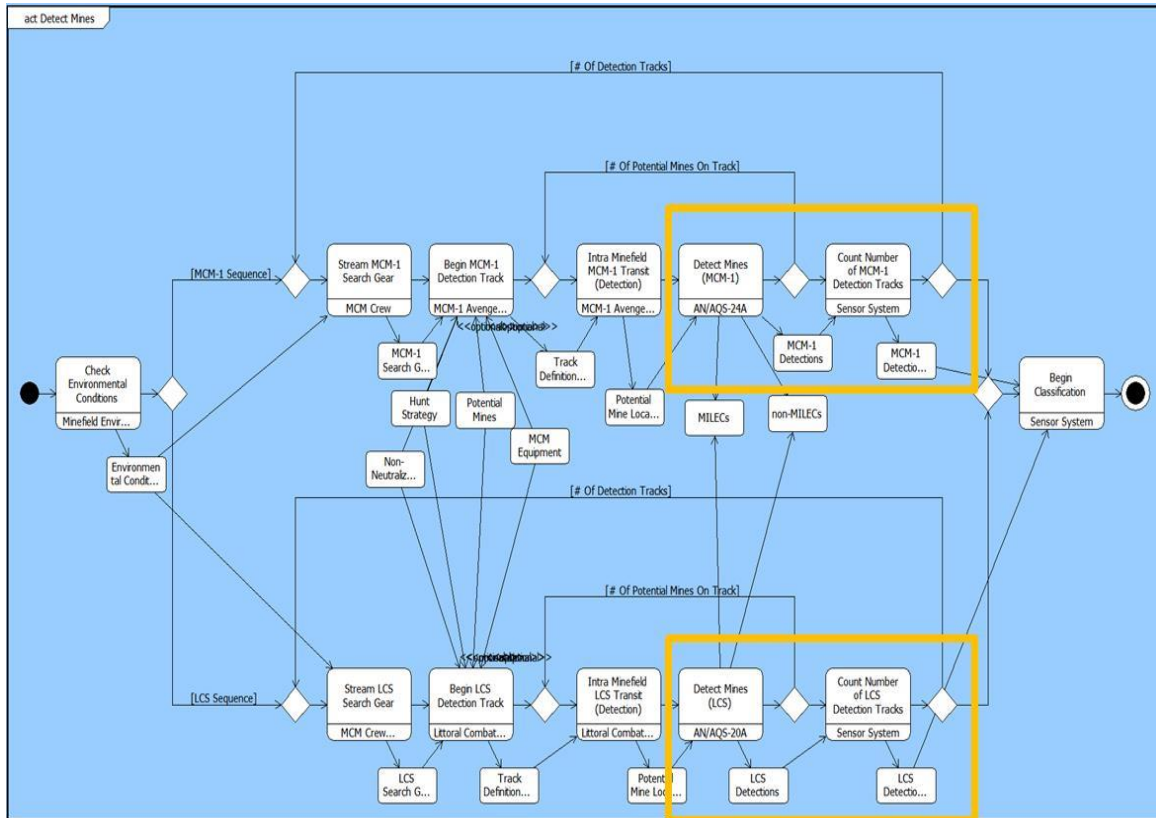 act Detect Mines
[# Of Detection Tracks]
[# Of Potential Mines On Track]
[MCM-1 Sequence]
Stream MCM-1
Search Gear
MCM Crew
Begin MCM-1
Detection Track
MCM-1 Avenge...
Intra Minefield
MCM-1 Transit
(Detection)
MCM-1 Avenge...
Detect Mines
(MCM-1)
AN/AQS-24A
Count Number
of MCM-1
Detection Tracks
Sensor System
MCM-1
Search G...
Track
Definition...
MCM-1
Detections
MCM-1
Detectio...
Check
Environmental
Conditions
Minefield Envir...
Hunt
Strategy
Potential
Mines
Potential
Mine Loca...
MILECs
non-MILECs
Begin
Classification
Sensor System
MCM
Equipment
Non-
Neutraliz...
Environmen
tal Condit...
[# Of Detection Tracks]
[# Of Potential Mines On Track]
[LCS Sequence]
Stream LCS
Search Gear
MCM Crew...
Begin LCS
Detection Track
Littoral Combat...
Intra Minefield
LCS Transit
(Detection)
Littoral Combat...
Detect Mines
(LCS)
AN/AQS-20A
Count Number
of LCS
Detection Tracks
Sensor System
LCS
Search G...
Track
Definition...
Potential
Mine Loc...
LCS
Detections
LCS
Detectio...